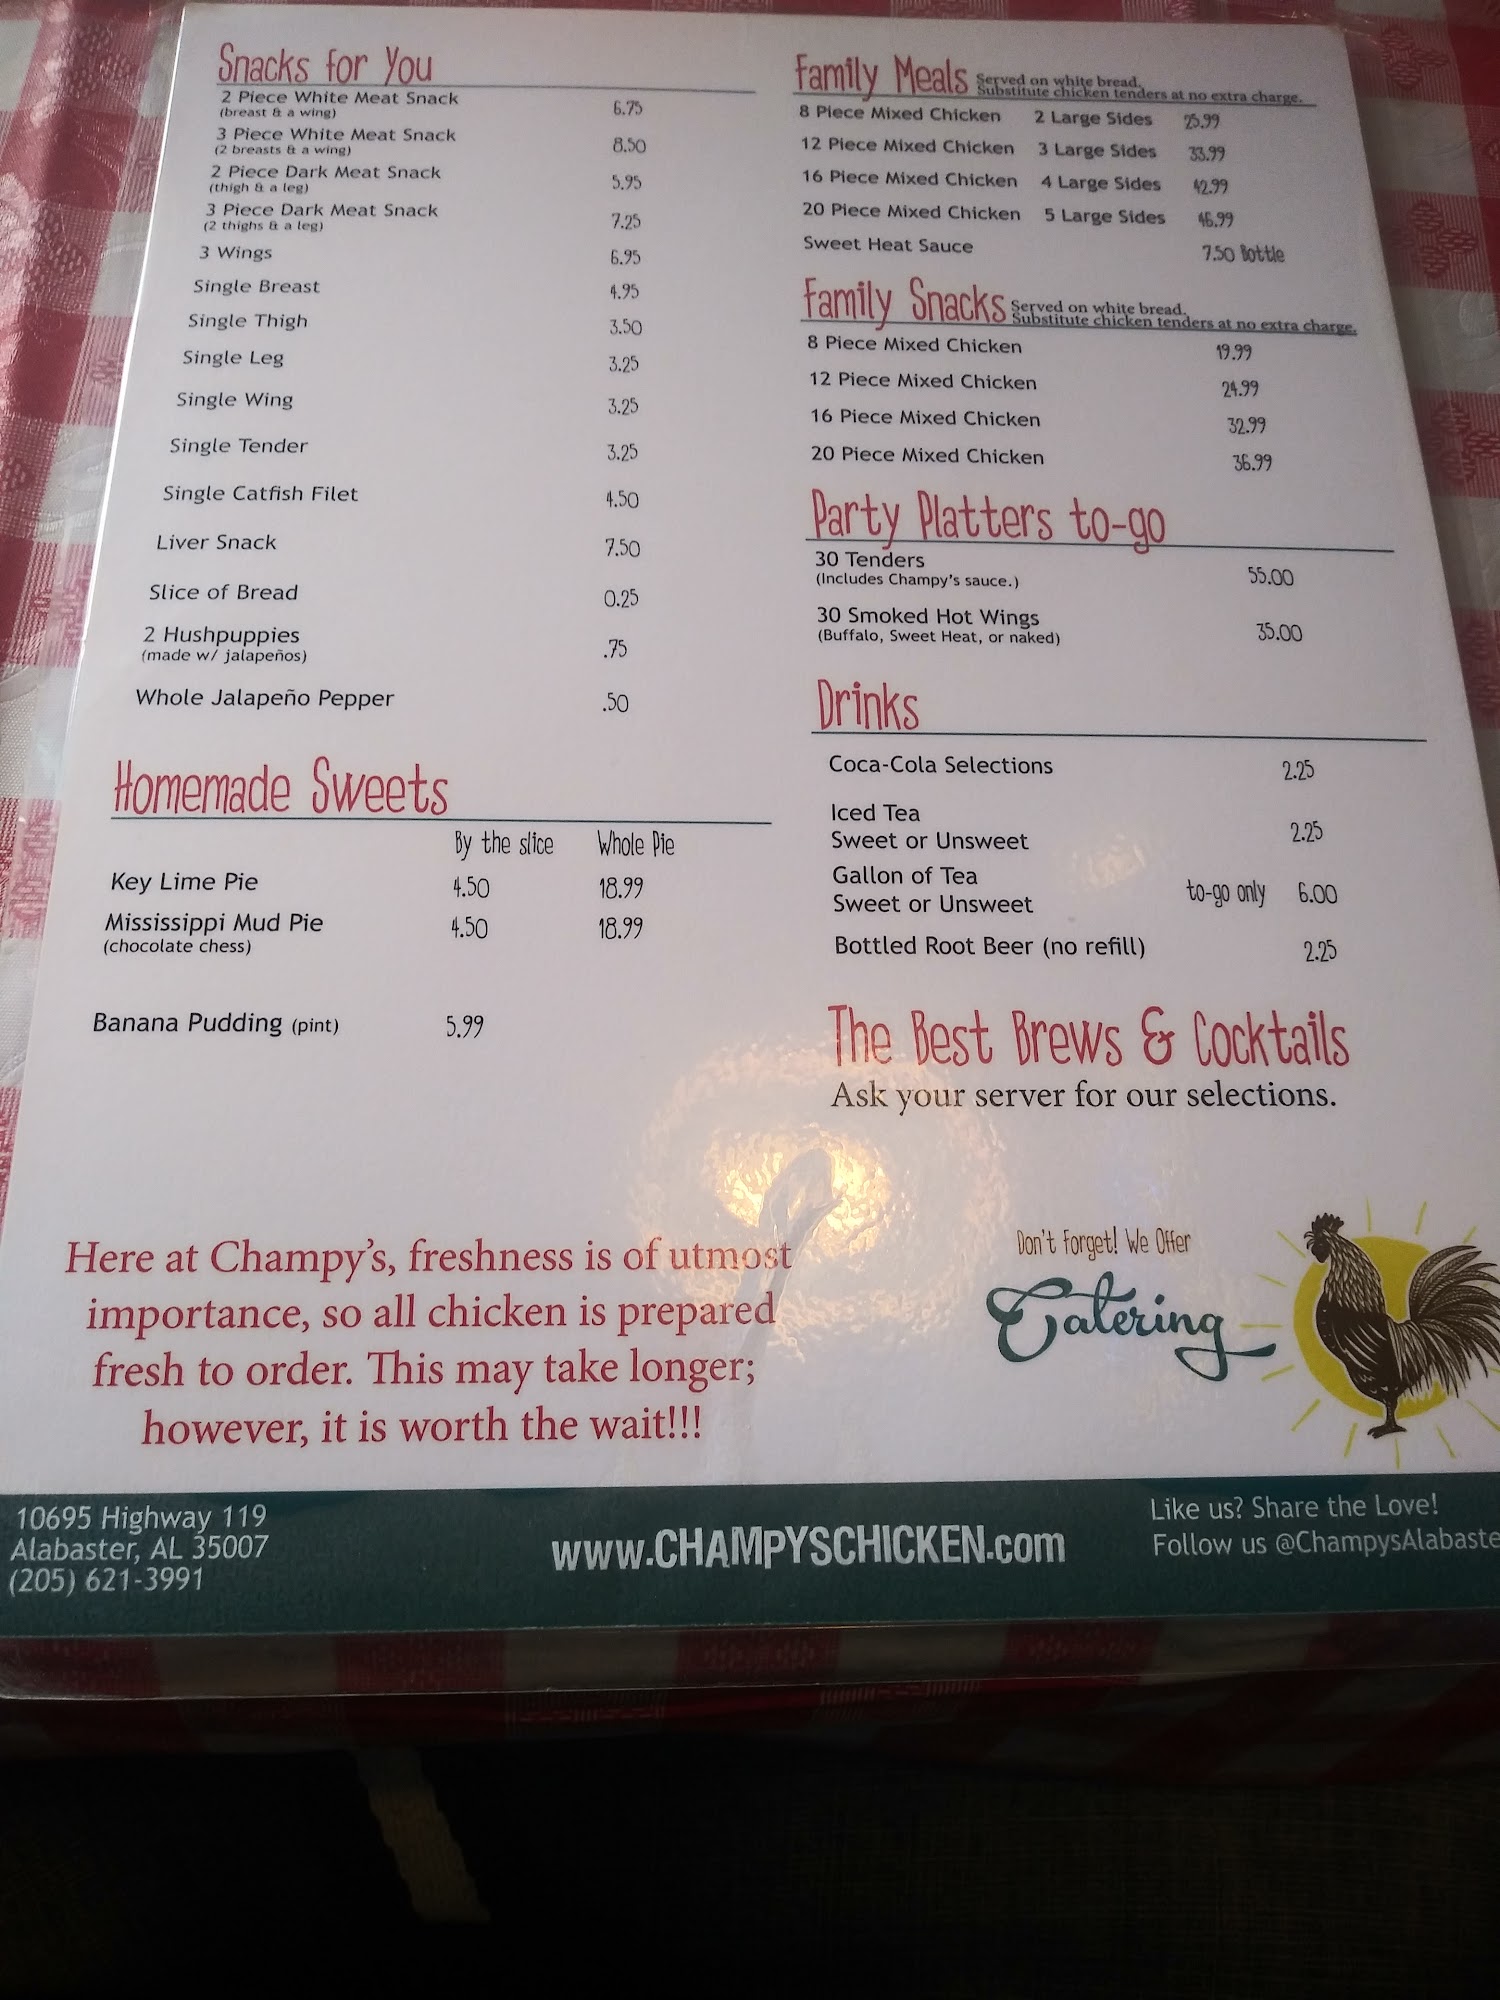 Snacks for You
2 Piece White Meat Snack 6.75
(breast & a wing)
3 Piece White Meat Snack 8.50
(2 breasts & a wing)
2 Piece Dark Meat Snack 5.95
(thigh & a leg)
3 Piece Dark Meat Snack 7.25
(2 thighs & a leg)
3 Wings 6.95
Single Breast 4.95
Single Thigh 3.50
Single Leg 3.25
Single Wing 3.25
Single Tender 3.25
Single Catfish Filet 4.50
Liver Snack 7.50
Slice of Bread 0.25
2 Hushpuppies .75
(made w/ jalapeños)
Whole Jalapeño Pepper .50
Homemade Sweets
By the slice Whole Pie
Key Lime Pie 4.50 18.99
Mississippi Mud Pie 4.50 18.99
(chocolate chess)
Banana Pudding (pint) 5.99
Family Meals Served on white bread.
Substitute chicken tenders at no extra charge.
8 Piece Mixed Chicken 2 Large Sides 25.99
12 Piece Mixed Chicken 3 Large Sides 33.99
16 Piece Mixed Chicken 4 Large Sides 42.99
20 Piece Mixed Chicken 5 Large Sides 46.99
Sweet Heat Sauce 7.50 Bottle
Family Snacks Served on white bread.
Substitute chicken tenders at no extra charge.
8 Piece Mixed Chicken 19.99
12 Piece Mixed Chicken 24.99
16 Piece Mixed Chicken 32.99
20 Piece Mixed Chicken 36.99
Party Platters to-go
30 Tenders 55.00
(Includes Champy's sauce.)
30 Smoked Hot Wings 35.00
(Buffalo, Sweet Heat, or naked)
Drinks
Coca-Cola Selections 2.25
Iced Tea
Sweet or Unsweet 2.25
Gallon of Tea
Sweet or Unsweet to-go only 6.00
Bottled Root Beer (no refill) 2.25
The Best Brews & Cocktails
Ask your server for our selections.
Here at Champy's, freshness is of utmost
importance, so all chicken is prepared
fresh to order. This may take longer;
however, it is worth the wait!!!
Don't forget! We Offer
Catering
10695 Highway 119
Alabaster, AL 35007
(205) 621-3991
www.CHAMPYSCHICKEN.com
Like us? Share the Love!
Follow us @ChampysAlabaste